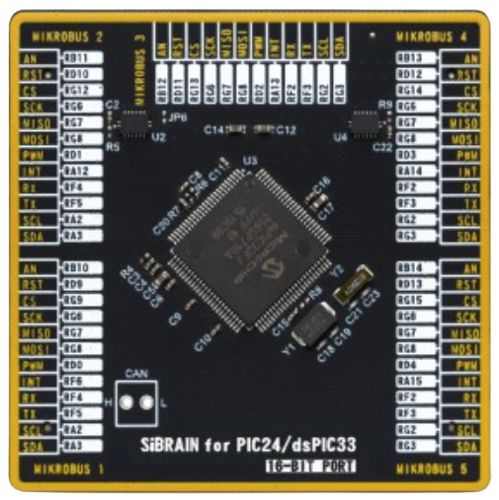 MIKROBUS 2
AN RB11
RST RD10
CS RG12
SCK RG6
MISO RG7
MOSI RG8
PWM RD1
INT RA12
RX RF4
TX RF5
SCL RA2
SDA RA3
MIKROBUS 3
AN RST CS SCK MISO MOSI PWM INT RX TX SCL SDA
RB12 RD11 RG13 RG6 RG7 RG8 RD2 RA13 RF2 RF3 RG2 RG3
MIKROBUS 4
RB13 AN
RD12 RST
RG14 CS
RG6 SCK
RG7 MISO
RG8 MOSI
RD3 PWM
RA14 INT
RF2 RX
RF3 TX
RG2 SCL
RG3 SDA
C2
JP6
R5
U2
C14
C12
U4
R9
C22
C11
U3
C20
R7
R6
C16
C17
MICROCHIP
Y2
C9
C10
C15
R8
C21
C23
Y1
C18
C19
AN RB10
RST RD9
CS RG9
SCK RG6
MISO RG7
MOSI RG8
PWM RD0
INT RF6
RX RF4
TX RF5
SCL RA2
SDA RA3
MIKROBUS 1
RB14 AN
RD13 RST
RG15 CS
RG6 SCK
RG7 MISO
RG8 MOSI
RD4 PWM
RA15 INT
RF2 RX
RF3 TX
RG2 SCL
RG3 SDA
MIKROBUS 5
CAN
H L
SiBRAIN for PIC24/dsPIC33
16-BIT PORT